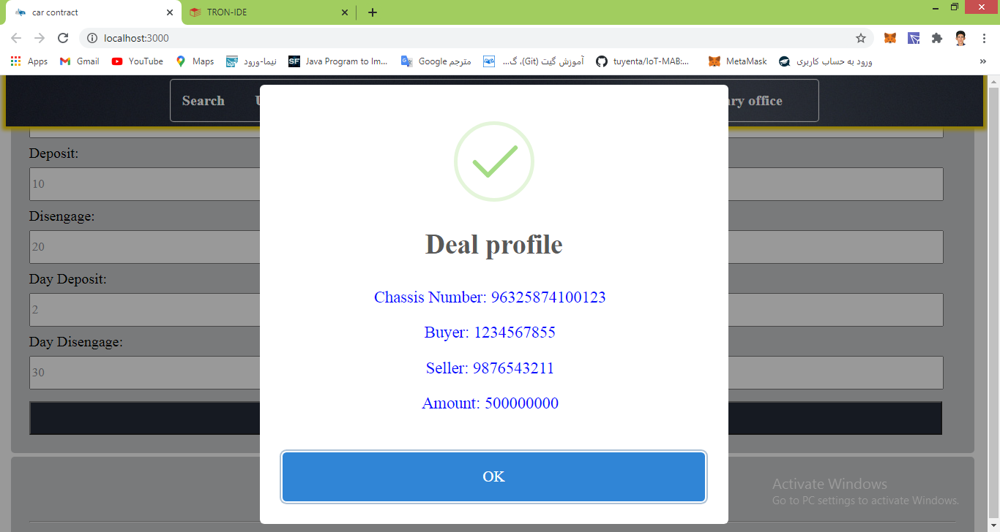 car contract
TRON-IDE
localhost:3000
Apps
Gmail
YouTube
Maps
نیما-ورود
SF
Java Program to Im...
مترجم Google
آموزش گیت (Git)، گ...
tuyenta/IoT-MAB:...
MetaMask
ورود به حساب کاربری
»
Search
ry office
Deposit:
10
Disengage:
20
Day Deposit:
2
Day Disengage:
30
Deal profile
Chassis Number: 96325874100123
Buyer: 1234567855
Seller: 9876543211
Amount: 500000000
OK
Activate Windows
Go to PC settings to activate Windows.